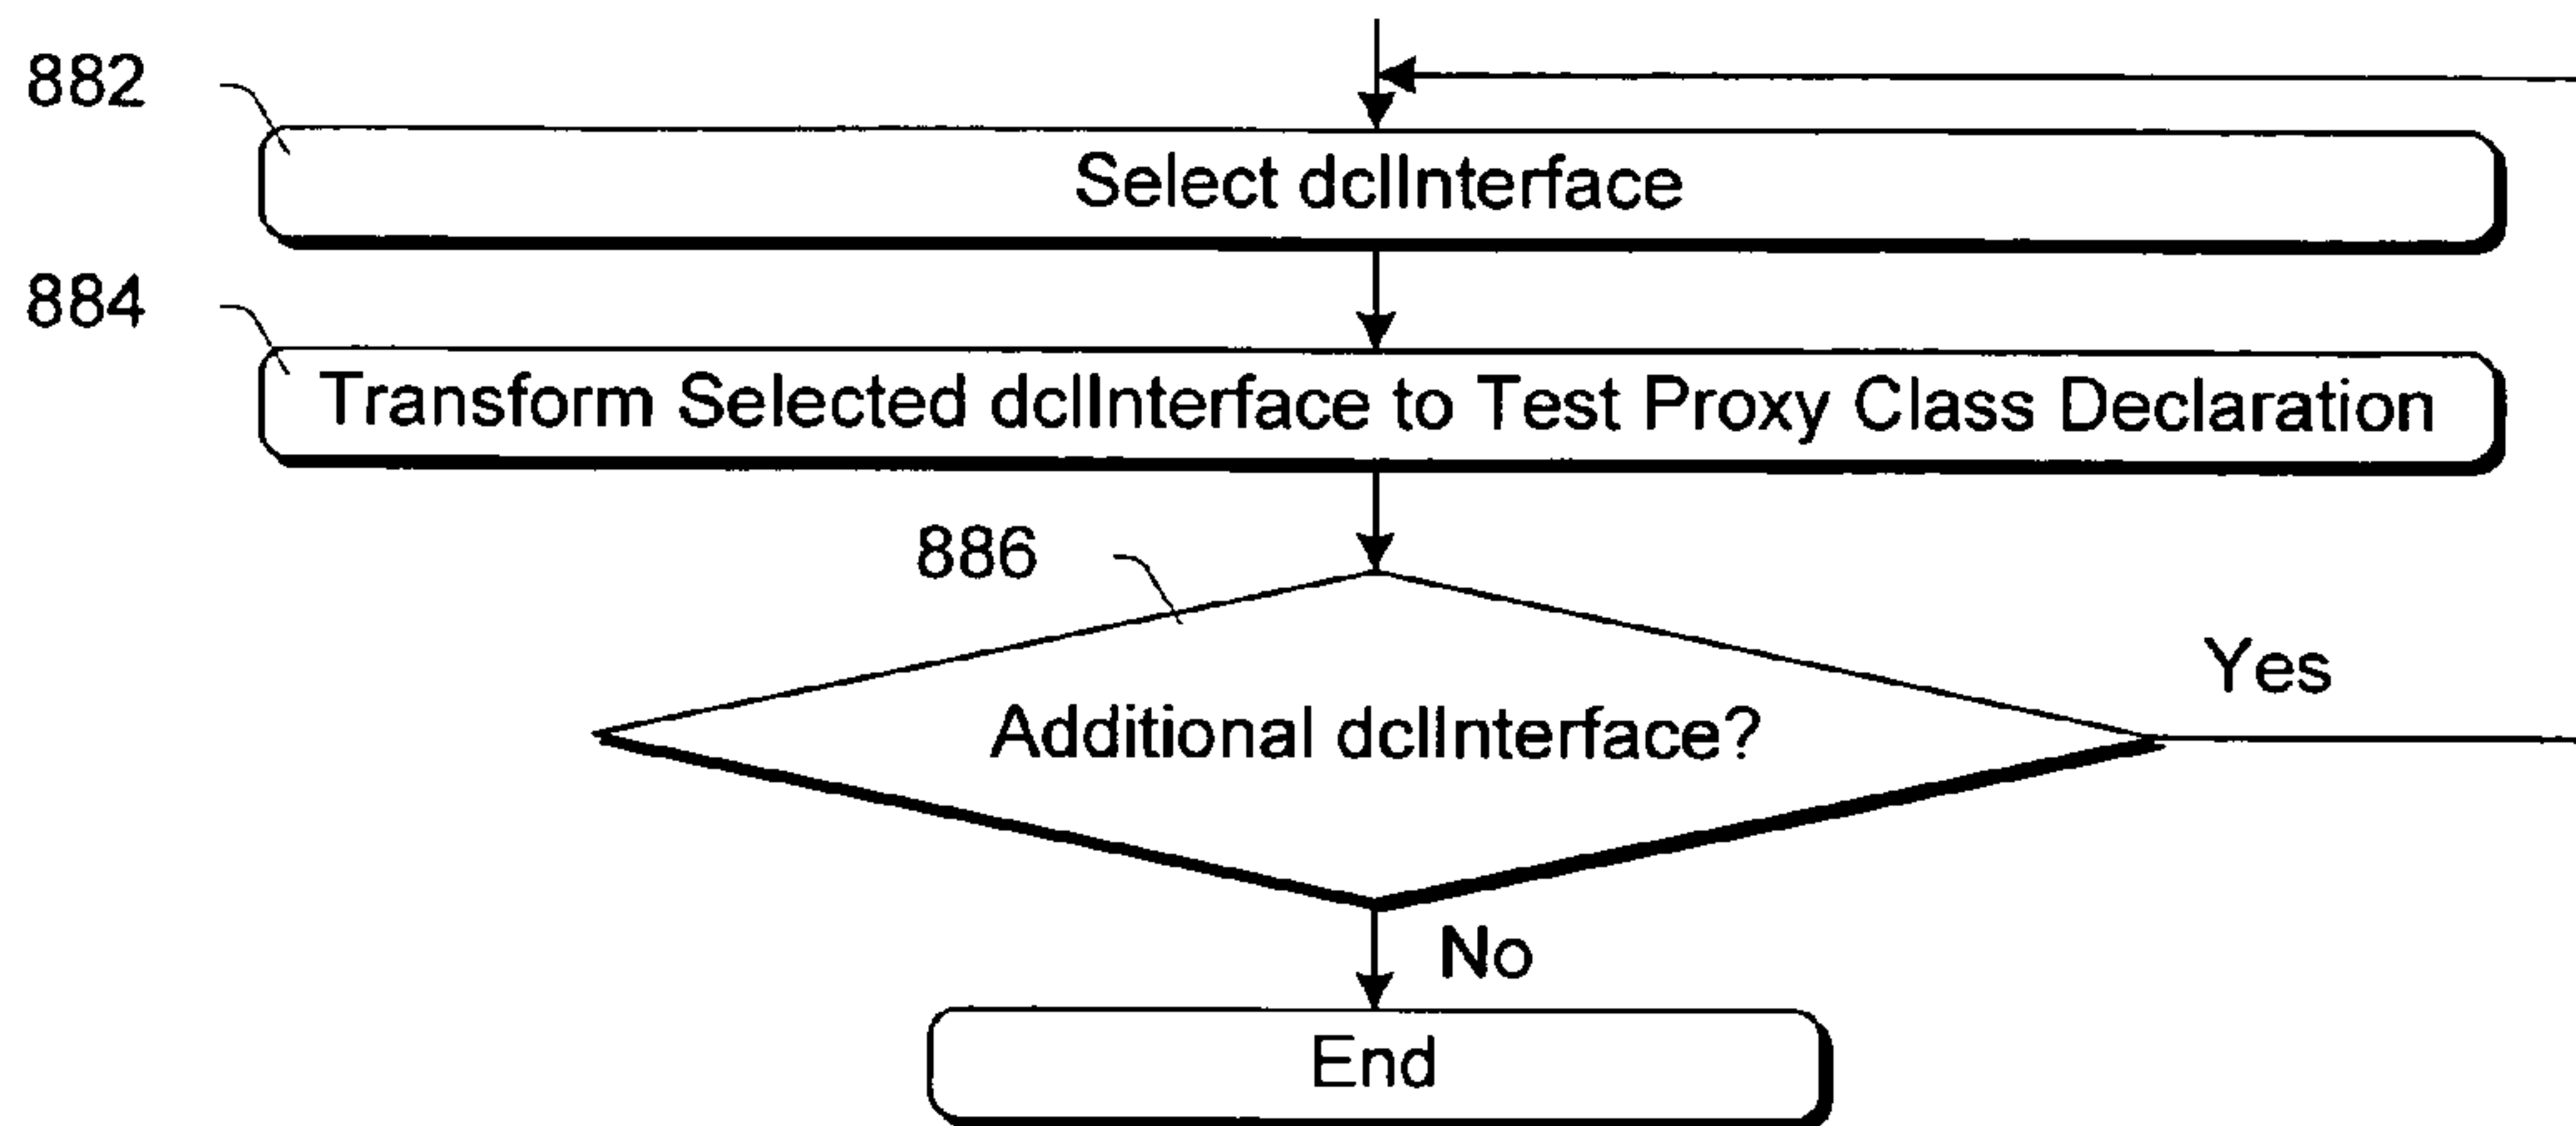 882
Select dclInterface
884
Transform Selected dclInterface to Test Proxy Class Declaration
886
Additional dclInterface?
Yes
No
End